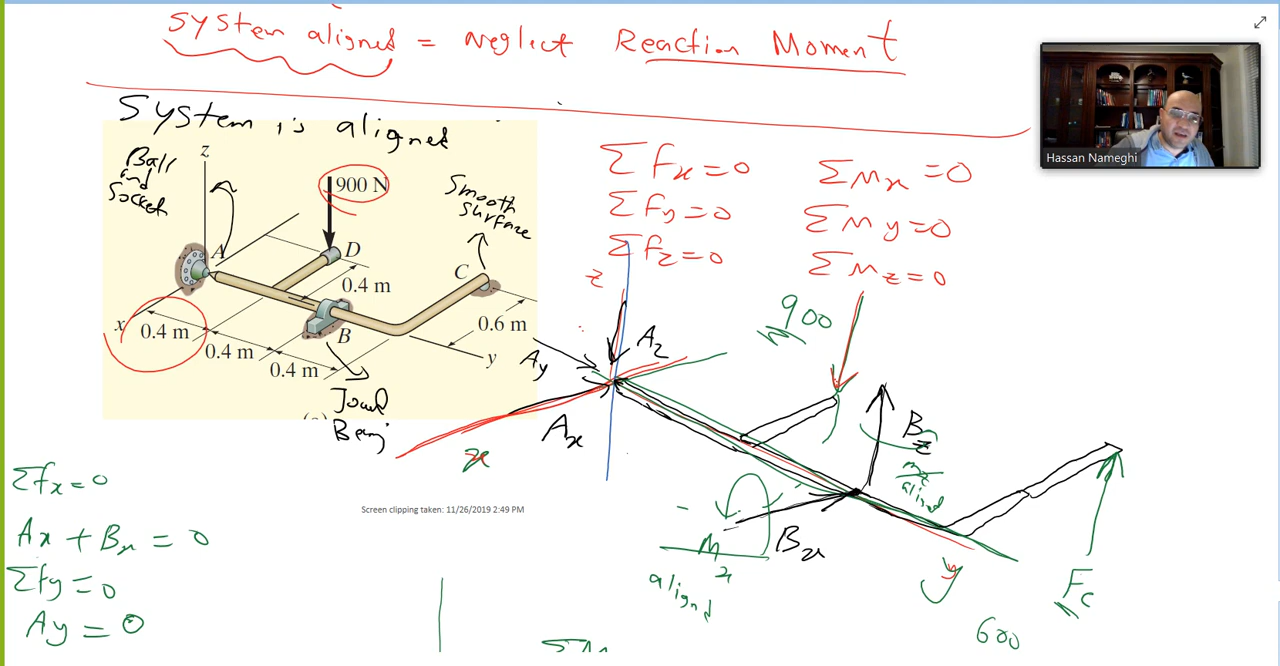 System aligned = Neglect Reaction Moment
System is aligned
Hassan Nameghi
Ball and Socket
z
900 N
Smooth surface
A
D
C
0.4 m
x
0.4 m
0.4 m
0.4 m
B
0.6 m
y
ΣFx=0
ΣFy=0
ΣFz=0
ΣMx=0
ΣMy=0
ΣMz=0
z
Az
Ay
Ax
x
900
Bz
Mz
aligned
Bx
Mx
aligned
y
Fc
600
Screen clipping taken: 11/26/2019 2:49 PM
Σfx=0
Ax + Bx = 0
Σfy=0
Ay = 0